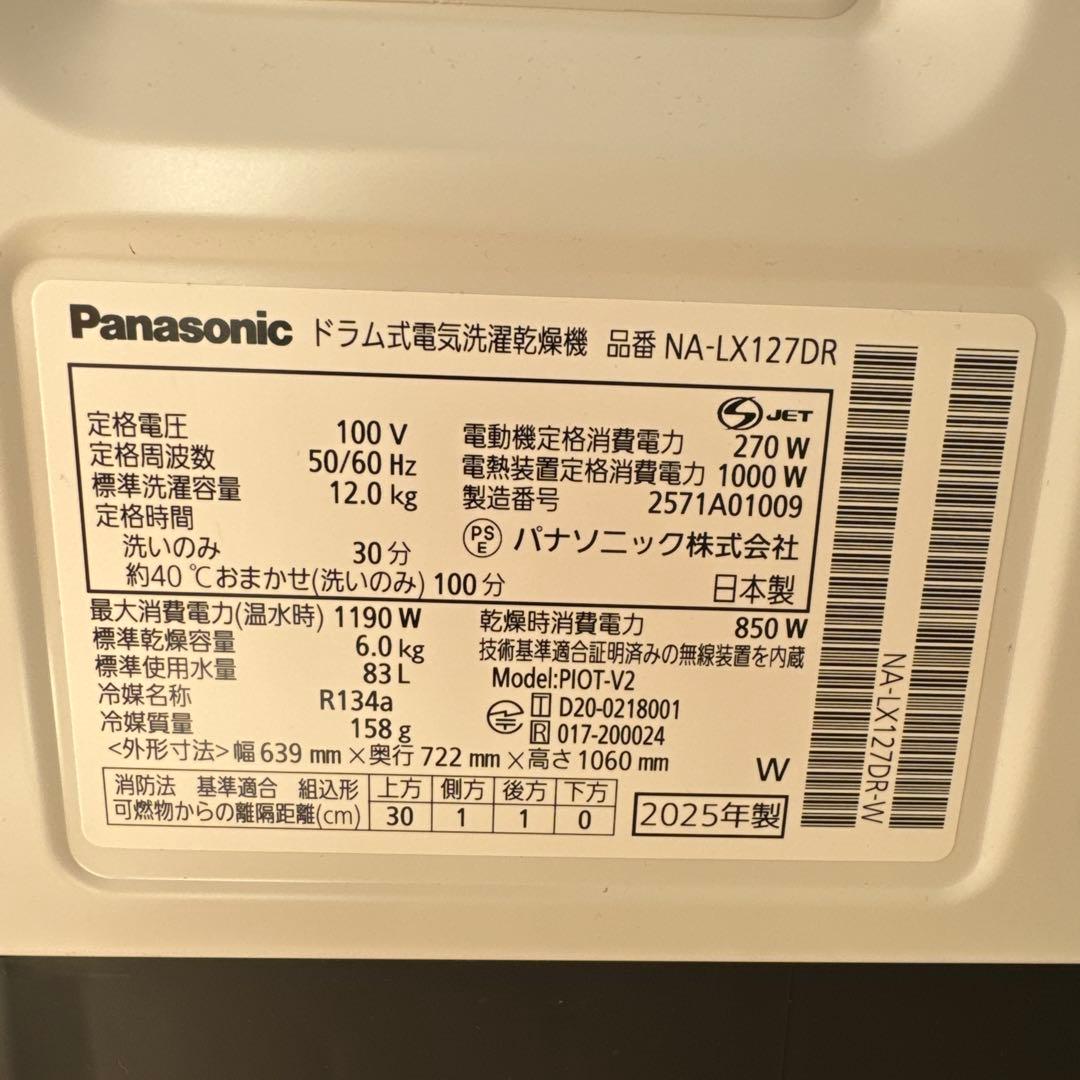 Panasonic ドラム式電気洗濯乾燥機 品番 NA-LX127DR
JET
定格電圧 100 V 電動機定格消費電力 270 W
定格周波数 50/60 Hz 電熱装置定格消費電力 1000 W
標準洗濯容量 12.0 kg 製造番号 2571A01009
定格時間
洗いのみ 30分 PSE パナソニック株式会社
約40℃おまかせ(洗いのみ) 100分 日本製
最大消費電力(温水時) 1190 W 乾燥時消費電力 850 W
標準乾燥容量 6.0 kg 技術基準適合証明済みの無線装置を内蔵
標準使用水量 83 L Model:PIOT-V2
冷媒名称 R134a T D20-0218001
冷媒質量 158 g R 017-200024
<外形寸法>幅639 mm×奥行722 mm×高さ1060 mm W
消防法 基準適合 組込形 上方 側方 後方 下方
可燃物からの離隔距離(cm) 30 1 1 0
2025年製
NA-LX127DR-W